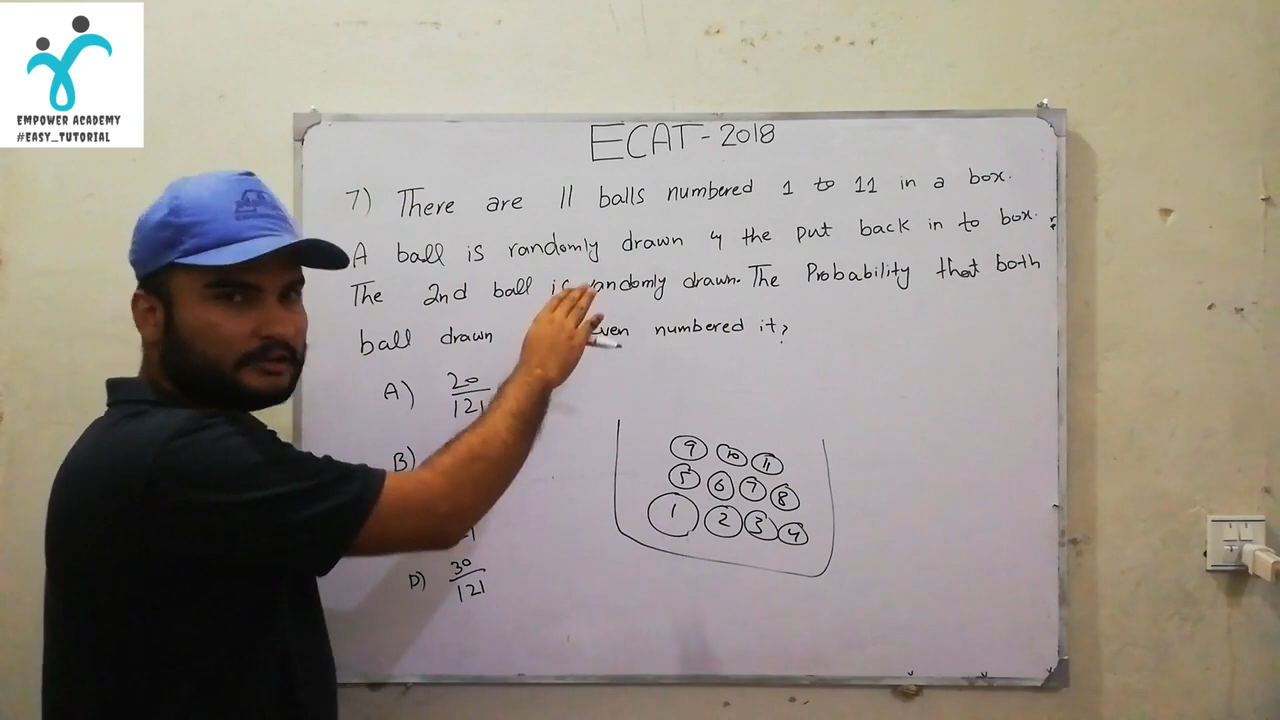 EMPOWER ACADEMY
#EASY_TUTORIAL
ECAT-2018
7) There are 11 balls numbered 1 to 11 in a box.
A ball is randomly drawn & the put back in to box.
The 2nd ball is randomly drawn. The Probability that both
ball drawn even numbered it?
A) 20/121
B)
D) 30/121
9 10 11
5 6 7 8
1 2 3 4